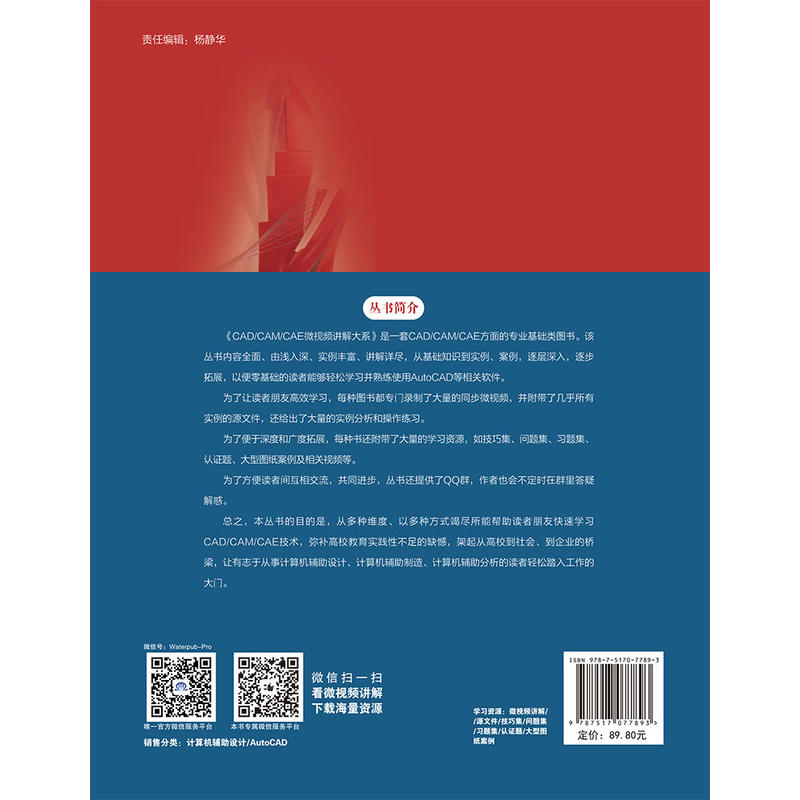 责任编辑：杨静华
丛书简介
《CAD/CAM/CAE微视频讲解大系》是一套CAD/CAM/CAE方面的专业基础类图书。该
丛书内容全面、由浅入深、实例丰富、讲解详尽，从基础知识到实例、案例，逐层深入，逐步
拓展，以便零基础的读者能够轻松学习并熟练使用AutoCAD等相关软件。
为了让读者朋友高效学习，每种图书都专门录制了大量的同步微视频，并附带了几乎所有
实例的源文件，还给出了大量的实例分析和操作练习。
为了便于深度和广度拓展，每种书还附带了大量的学习资源，如技巧集、问题集、习题集、
认证题、大型图纸案例及相关视频等。
为了方便读者间互相交流，共同进步，丛书还提供了QQ群，作者也会不定时在群里答疑
解惑。
总之，本丛书的目的是，从多种维度、以多种方式竭尽所能帮助读者朋友快速学习
CAD/CAM/CAE技术，弥补高校教育实践性不足的缺憾，架起从高校到社会、到企业的桥
梁，让有志于从事计算机辅助设计、计算机辅助制造、计算机辅助分析的读者轻松踏入工作的
大门。
微信号：Waterpub-Pro
唯一官方微信服务平台
本书专属微信服务平台
微信扫一扫
看微视频讲解
下载海量资源
销售分类：计算机辅助设计/AutoCAD
学习资源：微视频讲解/
/源文件/技巧集/问题集
/习题集/认证题/大型图
纸案例
ISBN 978-7-5170-7789-3
9 787517 077893 >
定价：89.80元